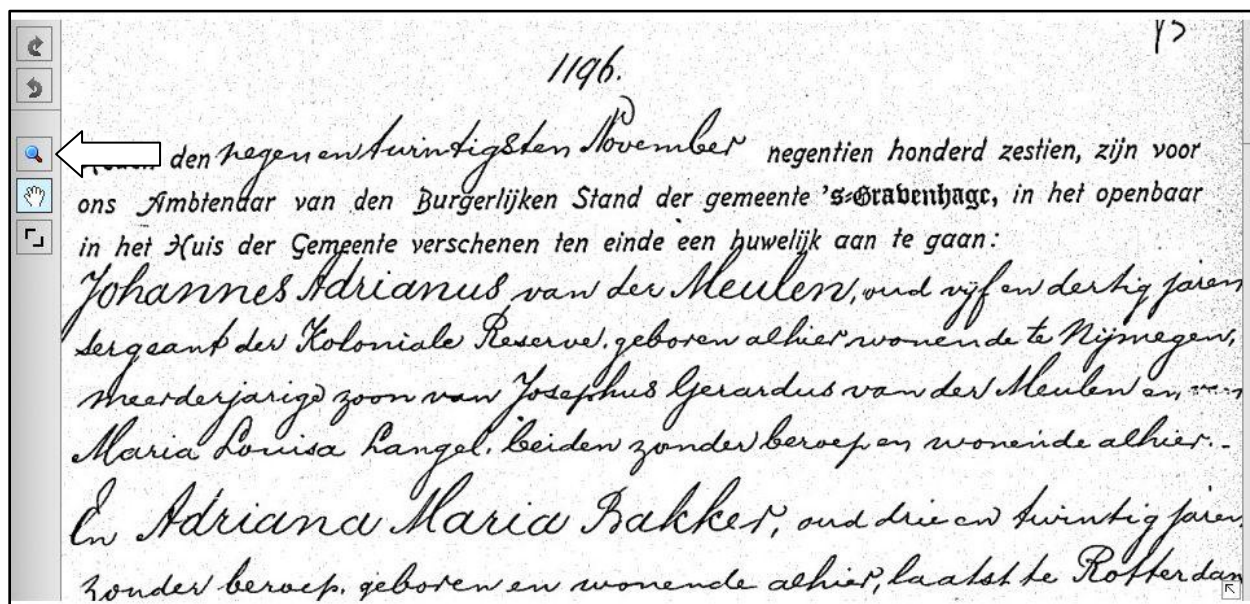 1196.
den negen en twintigsten November negentien honderd zestien, zijn voor
ons Ambtenaar van den Burgerlijken Stand der gemeente 's-Gravenhage, in het openbaar
in het Huis der Gemeente verschenen ten einde een huwelijk aan te gaan:
Johannes Adrianus van der Meulen, oud vijf en dertig jaren
sergeant der Koloniale Reserve, geboren alhier wonende te Nijmegen,
meerderjarige zoon van Josephus Gerardus van der Meulen en van
Maria Louisa Langel, beiden zonder beroep en wonende alhier.-
En Adriana Maria Bakker, oud drie en twintig jaren
zonder beroep, geboren en wonende alhier, laatst te Rotterdam